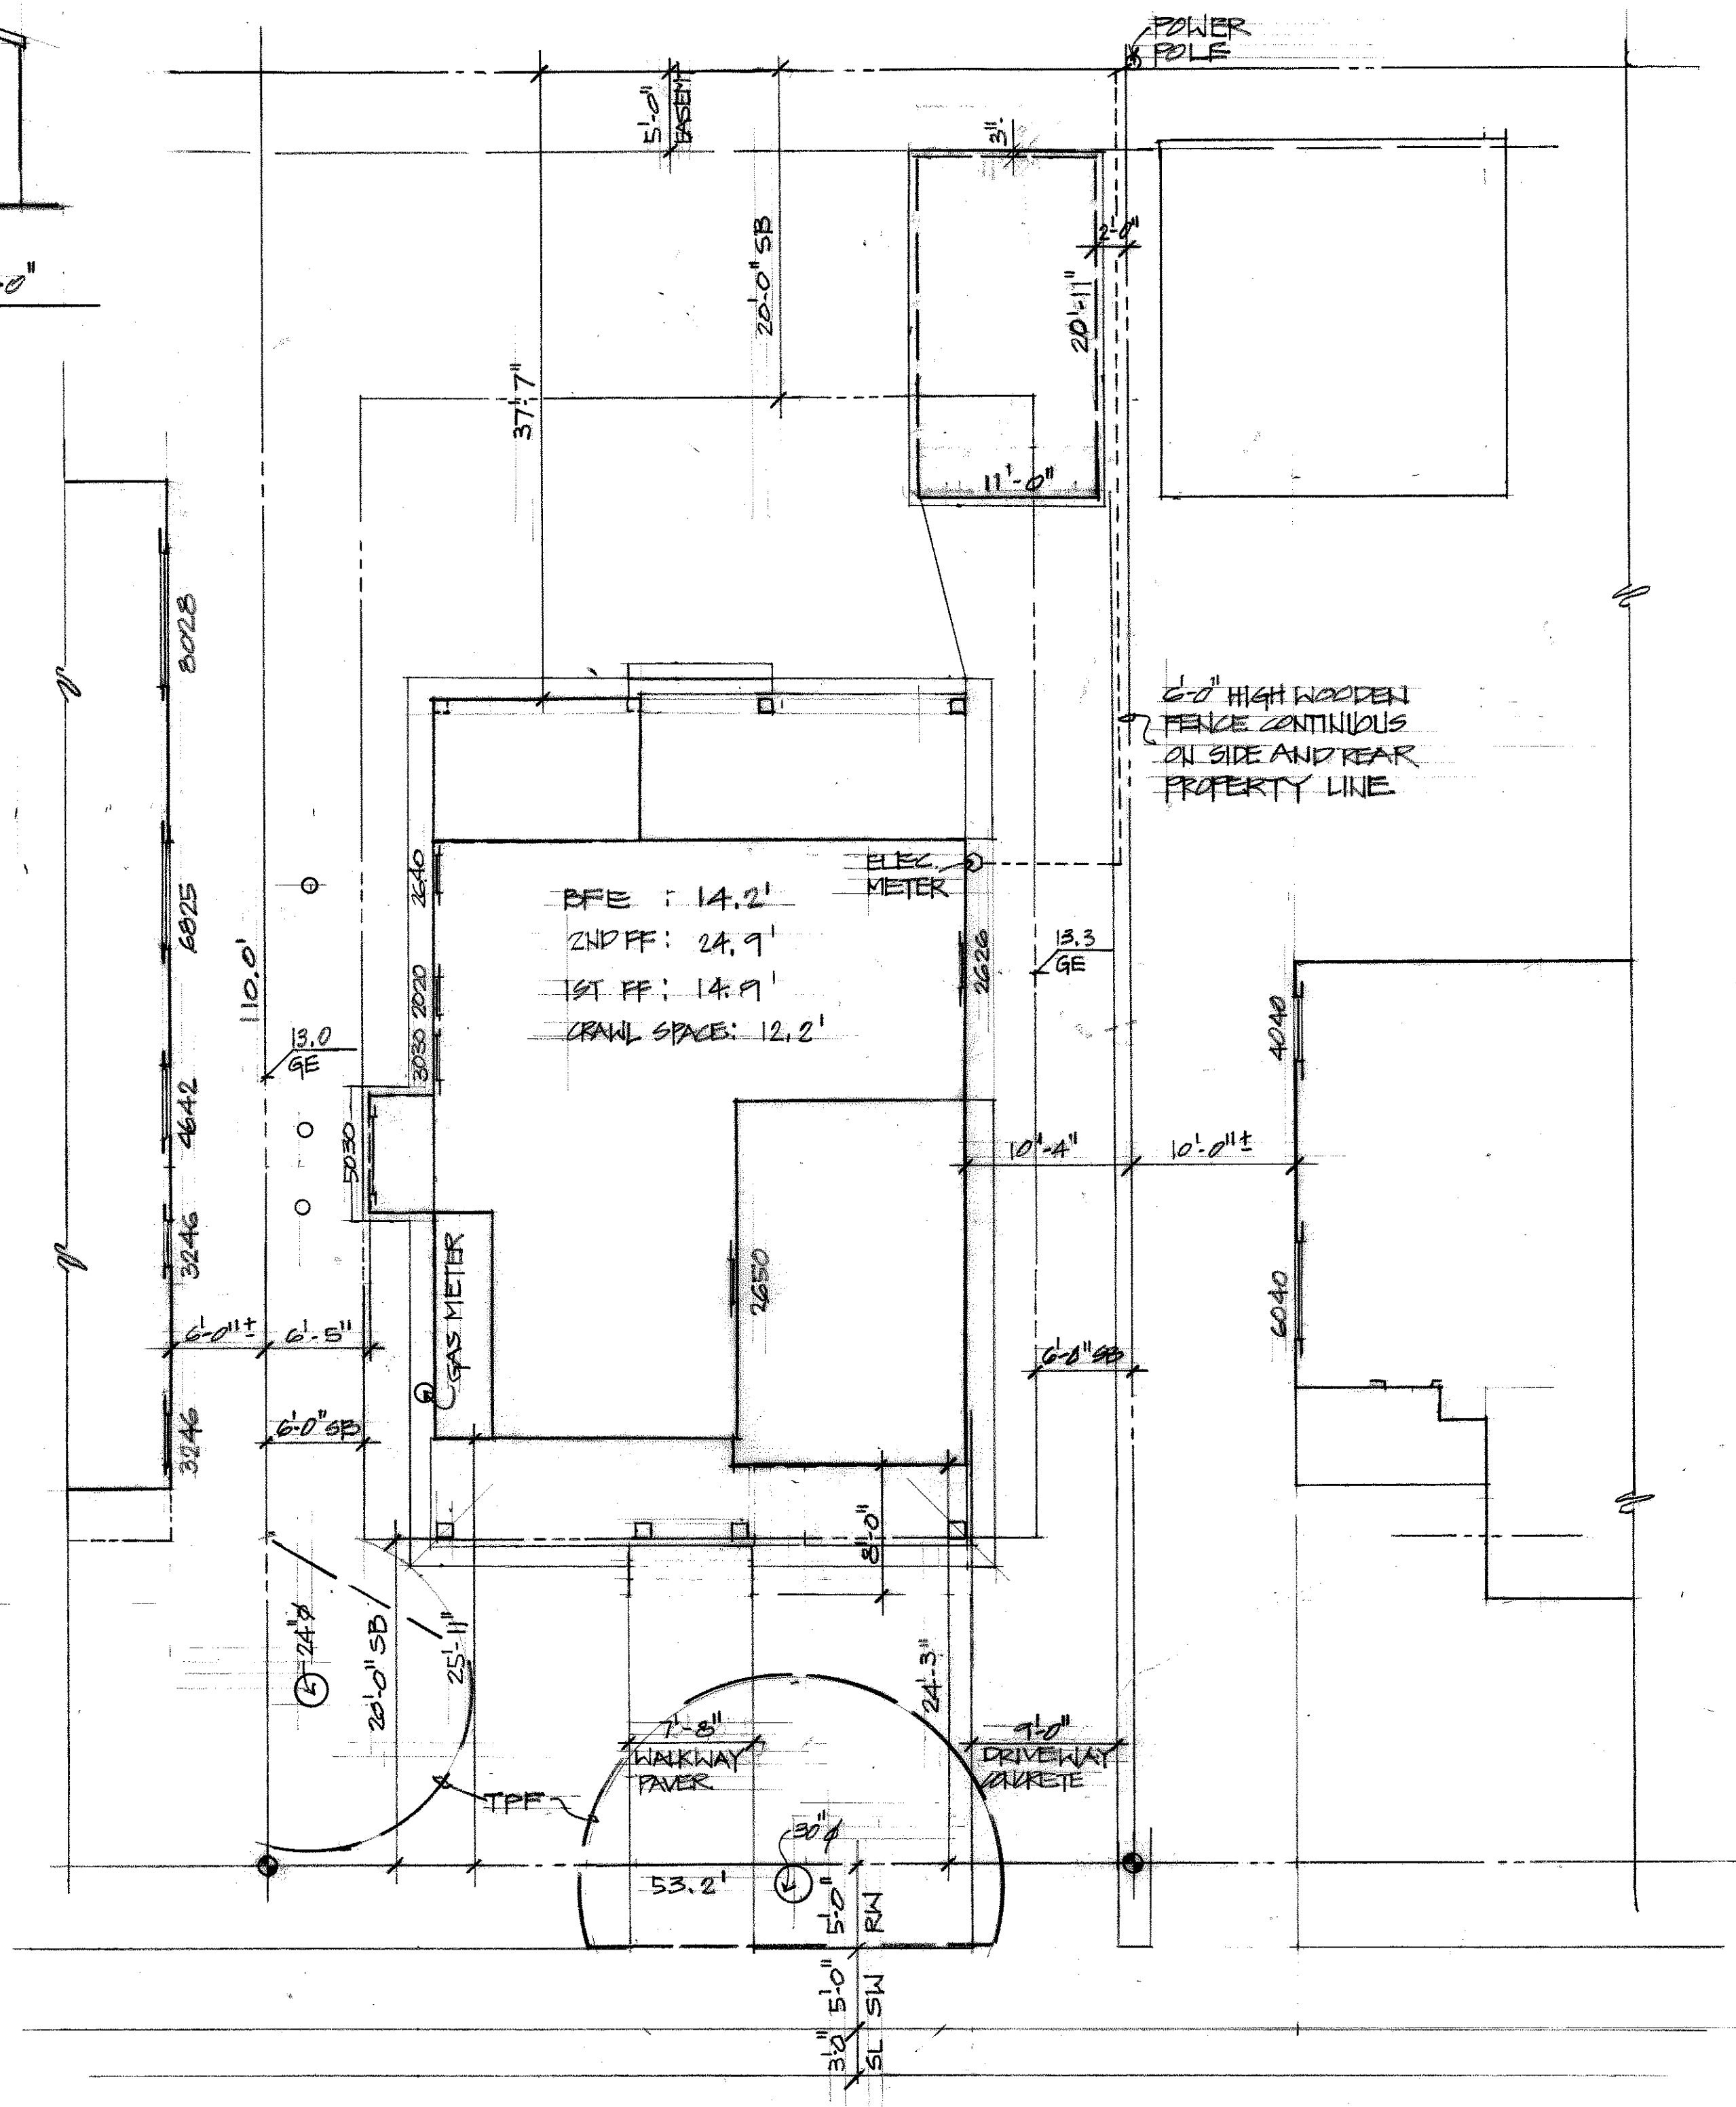 POWER
POLE
5'-0"
EASEMT
3"
-0"
2'-0"
20'-0" SB
20'-11"
37'-7"
11'-0"
8028
6'-0" HIGH WOODEN
FENCE CONTINUOUS
ON SIDE AND REAR
PROPERTY LINE
2640
ELEC.
METER
BFE : 14.2'
2ND FF: 24.9'
1ST FF: 14.9'
CRAWL SPACE: 12.2'
6825
110.0'
2020
2626
13.3
GE
13.0
GE
3030
4040
4642
5030
10'-4"
10'-0"±
3246
GAS METER
2650
6040
6'-0"±
6'-5"
6'-0" SB
6'-0" SB
3246
8'-0"
24"ϕ
20'-0" SB
25'-11"
24'-3"
7'-8"
WALKWAY
PAVER
9'-0"
DRIVEWAY
CONCRETE
TPF
30"ϕ
53.2'
5'-0"
RW
5'-0"
SW
3'-0"
SL